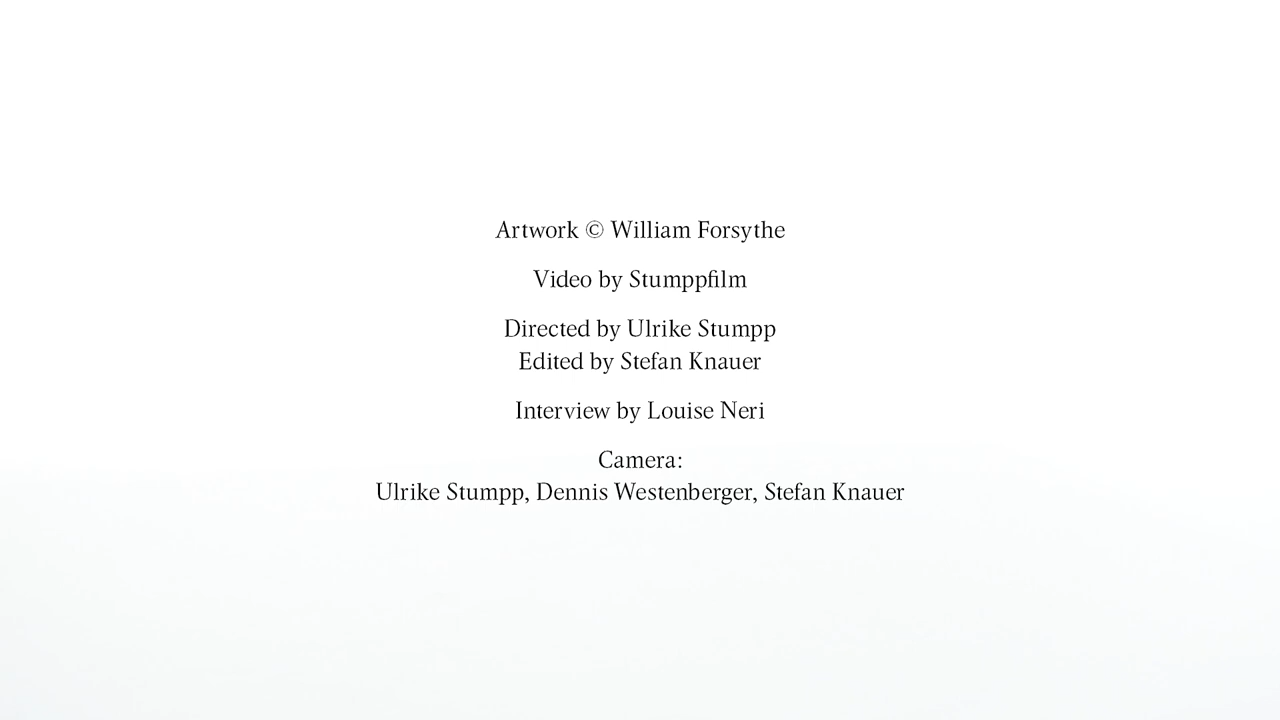 Artwork © William Forsythe
Video by Stumppfilm
Directed by Ulrike Stumpp
Edited by Stefan Knauer
Interview by Louise Neri
Camera:
Ulrike Stumpp, Dennis Westenberger, Stefan Knauer